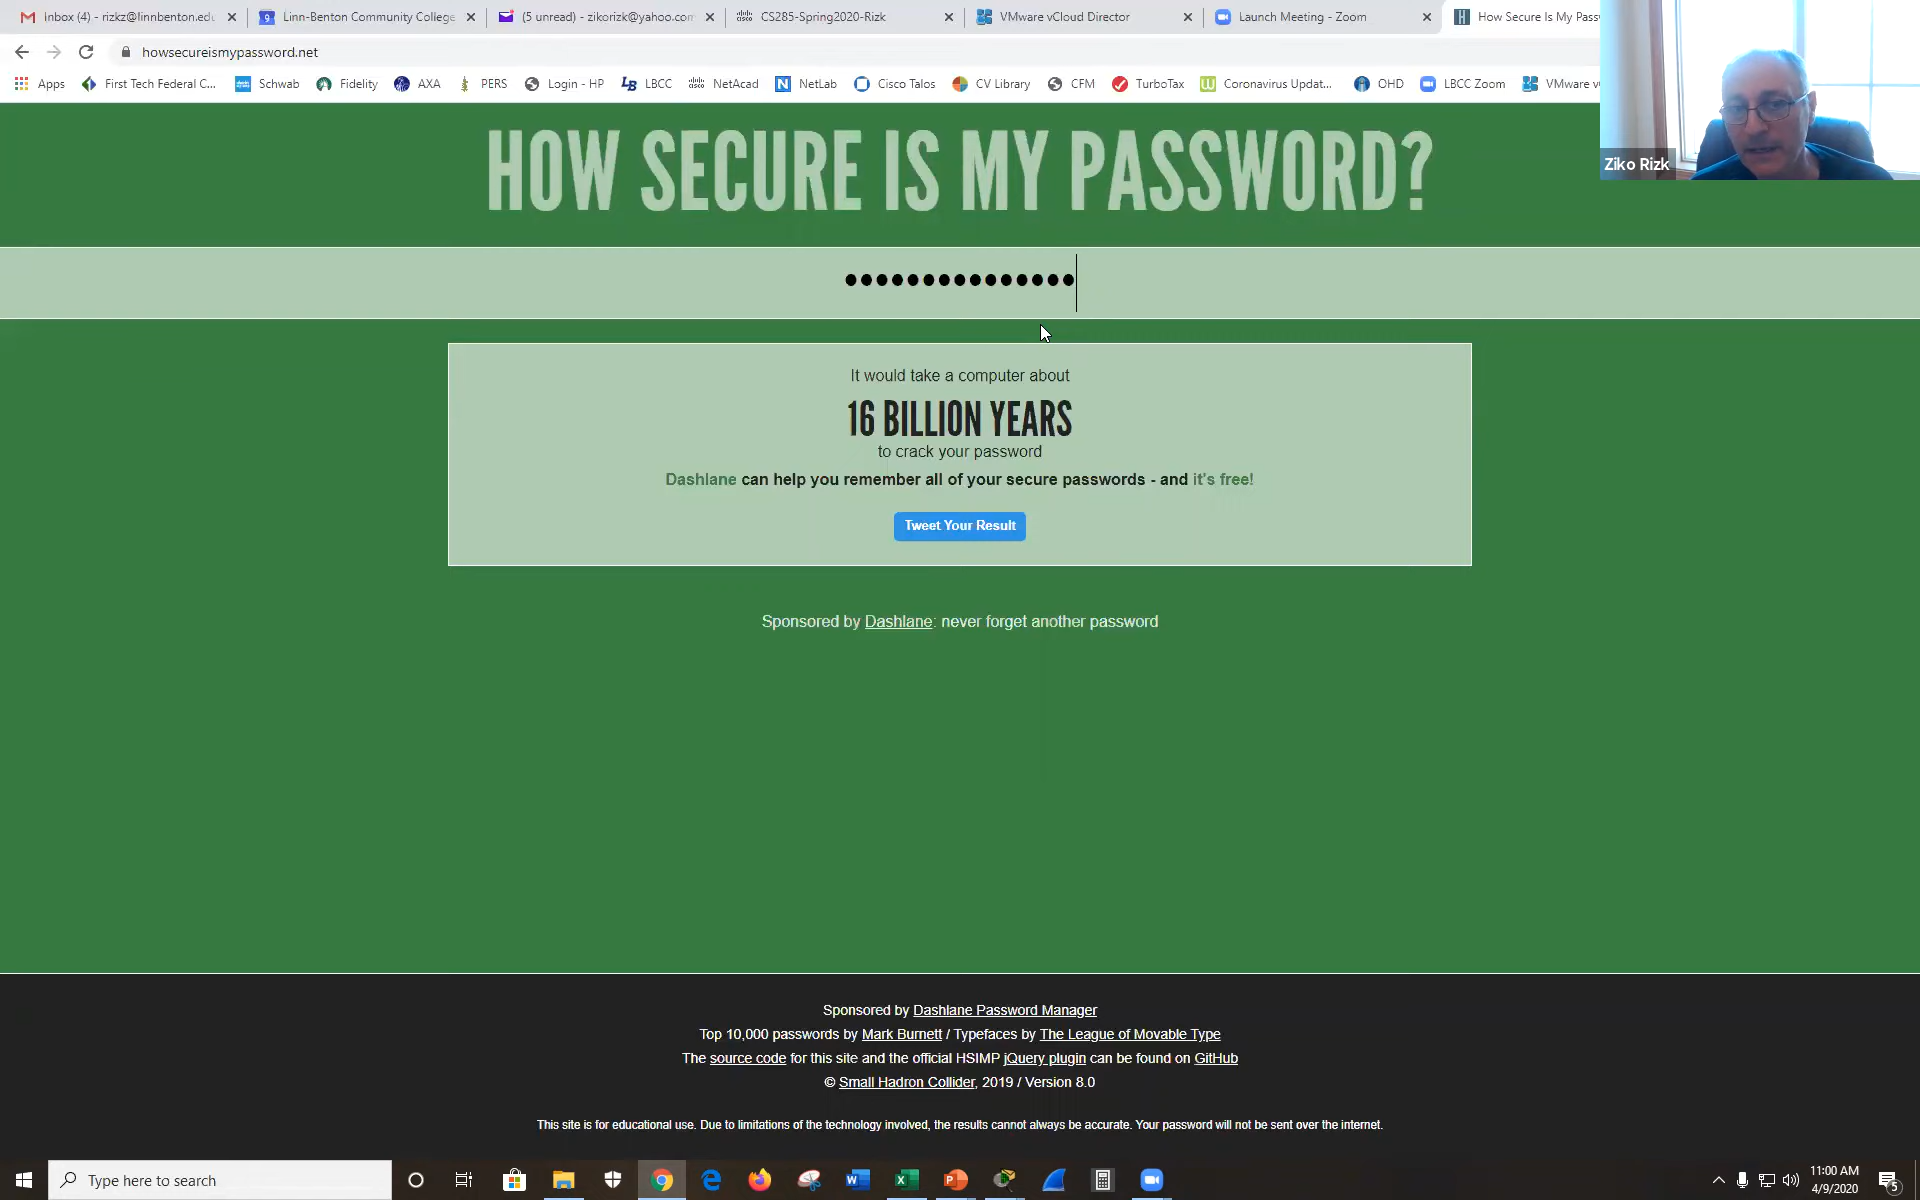 Inbox (4) - rizkz@linnbenton.edu
Linn-Benton Community College
(5 unread) - zikorizk@yahoo.com
CS285-Spring2020-Rizk
VMware vCloud Director
Launch Meeting - Zoom
How Secure Is My Pass
howsecureismypassword.net
Apps
First Tech Federal C...
Schwab
Fidelity
AXA
PERS
Login - HP
LBCC
NetAcad
NetLab
Cisco Talos
CV Library
CFM
TurboTax
Coronavirus Updat...
OHD
LBCC Zoom
VMware v
Ziko Rizk
HOW SECURE IS MY PASSWORD?
•••••••••••••••
It would take a computer about
16 BILLION YEARS
to crack your password
Dashlane can help you remember all of your secure passwords - and it's free!
Tweet Your Result
Sponsored by Dashlane: never forget another password
Sponsored by Dashlane Password Manager
Top 10,000 passwords by Mark Burnett / Typefaces by The League of Movable Type
The source code for this site and the official HSIMP jQuery plugin can be found on GitHub
© Small Hadron Collider, 2019 / Version 8.0
This site is for educational use. Due to limitations of the technology involved, the results cannot always be accurate. Your password will not be sent over the internet.
Type here to search
11:00 AM
4/9/2020
5